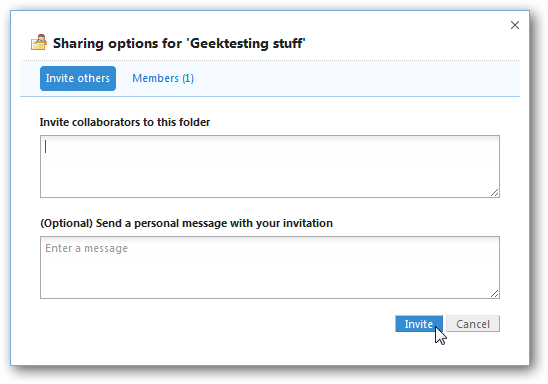 Sharing options for 'Geektesting stuff'
Invite others
Members (1)
Invite collaborators to this folder
(Optional) Send a personal message with your invitation
Enter a message
Invite
Cancel